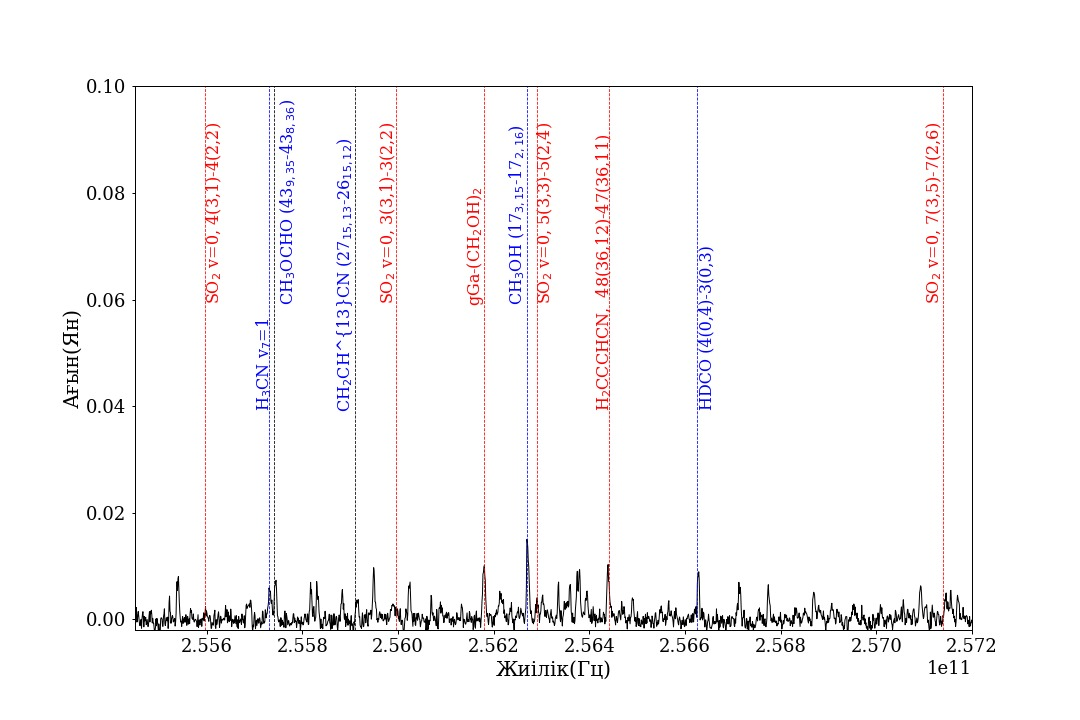 0.10
0.08
0.06
0.04
0.02
0.00
Ағын(Ян)
SO₂ v=0, 4(3,1)-4(2,2)
H₃CN v₇=1
CH₃OCHO (43₉,₃₅-43₈,₃₆)
CH₂CH^{13}CN (27₁₅,₁₃-26₁₅,₁₂)
SO₂ v=0, 3(3,1)-3(2,2)
gGa-(CH₂OH)₂
CH₃OH (17₃,₁₅-17₂,₁₆)
SO₂ v=0, 5(3,3)-5(2,4)
H₂CCCHCN, 48(36,12)-47(36,11)
HDCO (4(0,4)-3(0,3)
SO₂ v=0, 7(3,5)-7(2,6)
2.556 2.558 2.560 2.562 2.564 2.566 2.568 2.570 2.572
1e11
Жиілік(Гц)